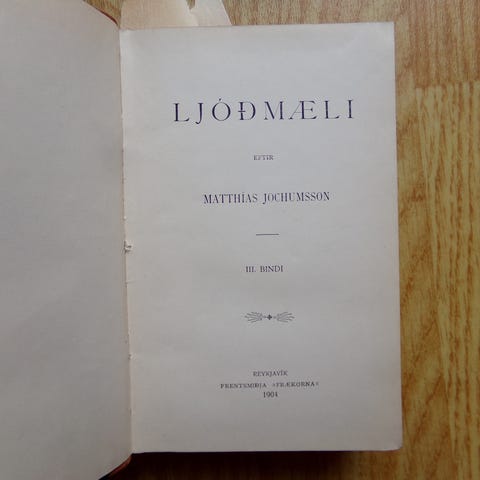 LJÓÐMÆLI
EFTIR
MATTHÍAS JOCHUMSSON
III. BINDI
REYKJAVÍK
PRENTSMIÐJA »FRÆKORNA«
1904